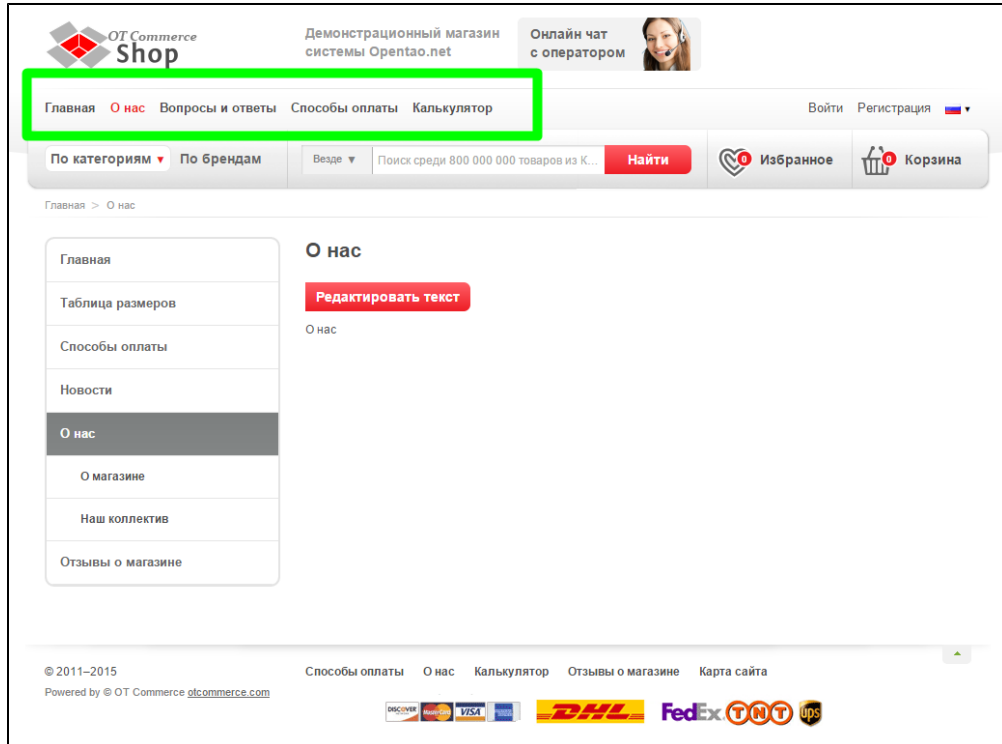 OT Commerce
Shop
Демонстрационный магазин
системы Opentao.net
Онлайн чат
с оператором
Главная О нас Вопросы и ответы Способы оплаты Калькулятор
Войти Регистрация
По категориям ▾ По брендам
Везде ▾ Поиск среди 800 000 000 товаров из К... Найти
0 Избранное
0 Корзина
Главная > О нас
Главная
Таблица размеров
Способы оплаты
Новости
О нас
О магазине
Наш коллектив
Отзывы о магазине
О нас
Редактировать текст
О нас
© 2011–2015
Powered by © OT Commerce otcommerce.com
Способы оплаты О нас Калькулятор Отзывы о магазине Карта сайта
DISCOVER MasterCard VISA DHL FedEx TNT ups